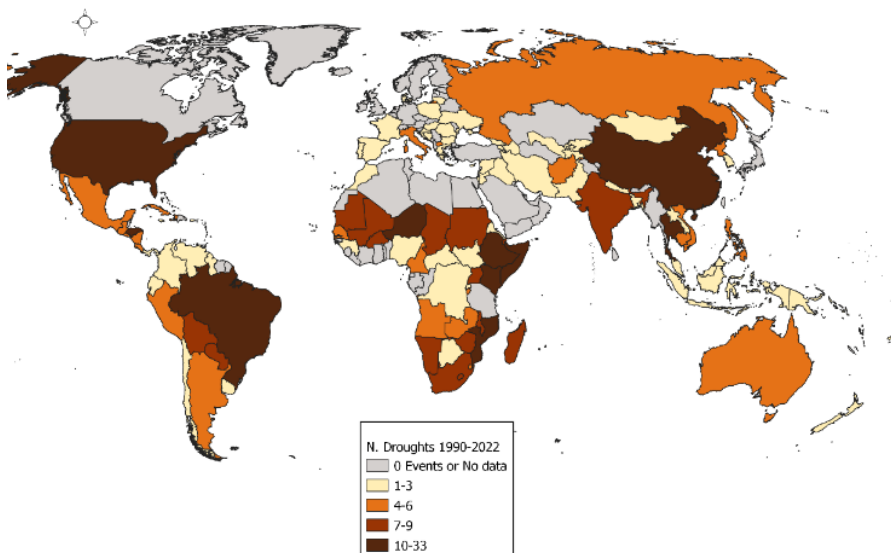 N. Droughts 1990-2022
0 Events or No data
1-3
4-6
7-9
10-33